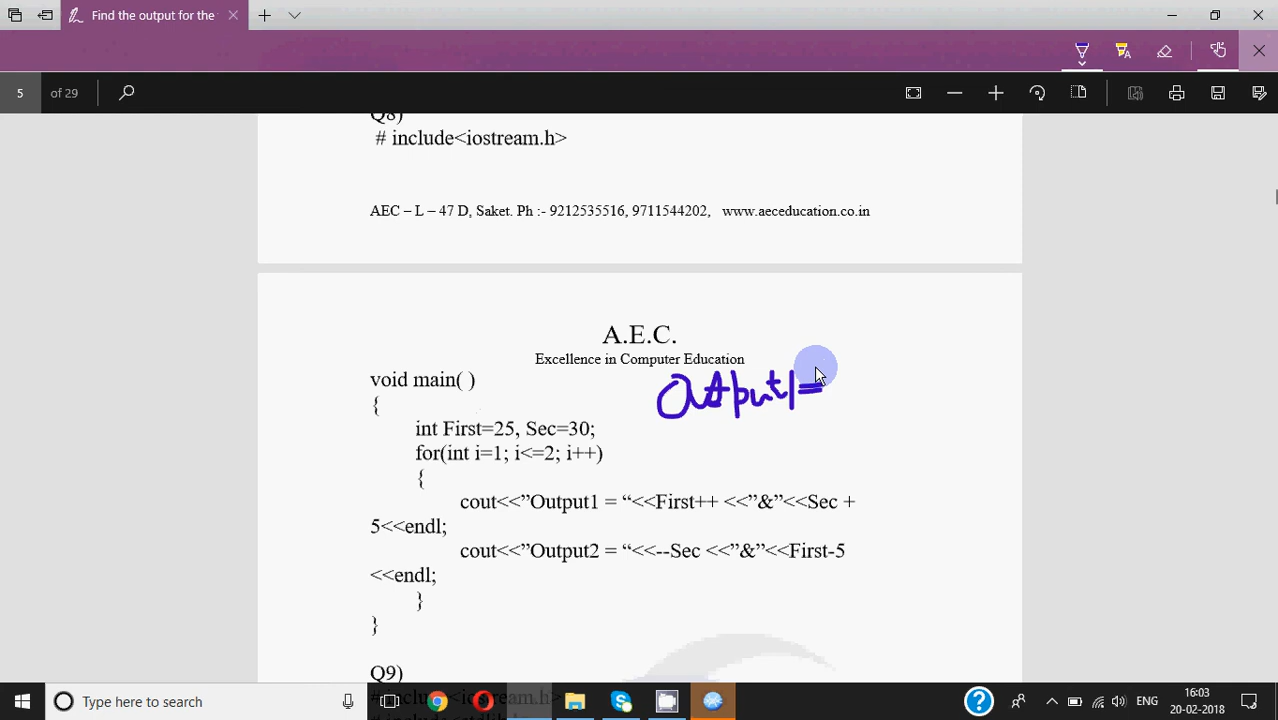 Find the output for the
5 of 29
Q8)
# include<iostream.h>
AEC – L – 47 D, Saket. Ph :- 9212535516, 9711544202, www.aeceducation.co.in
A.E.C.
Excellence in Computer Education
void main( )
Output1=
{
int First=25, Sec=30;
for(int i=1; i<=2; i++)
{
cout<<”Output1 = “<<First++ <<”&”<<Sec +
5<<endl;
cout<<”Output2 = “<<--Sec <<”&”<<First-5
<<endl;
}
}
Q9)
# include<iostream.h>
Type here to search
ENG
16:03
20-02-2018